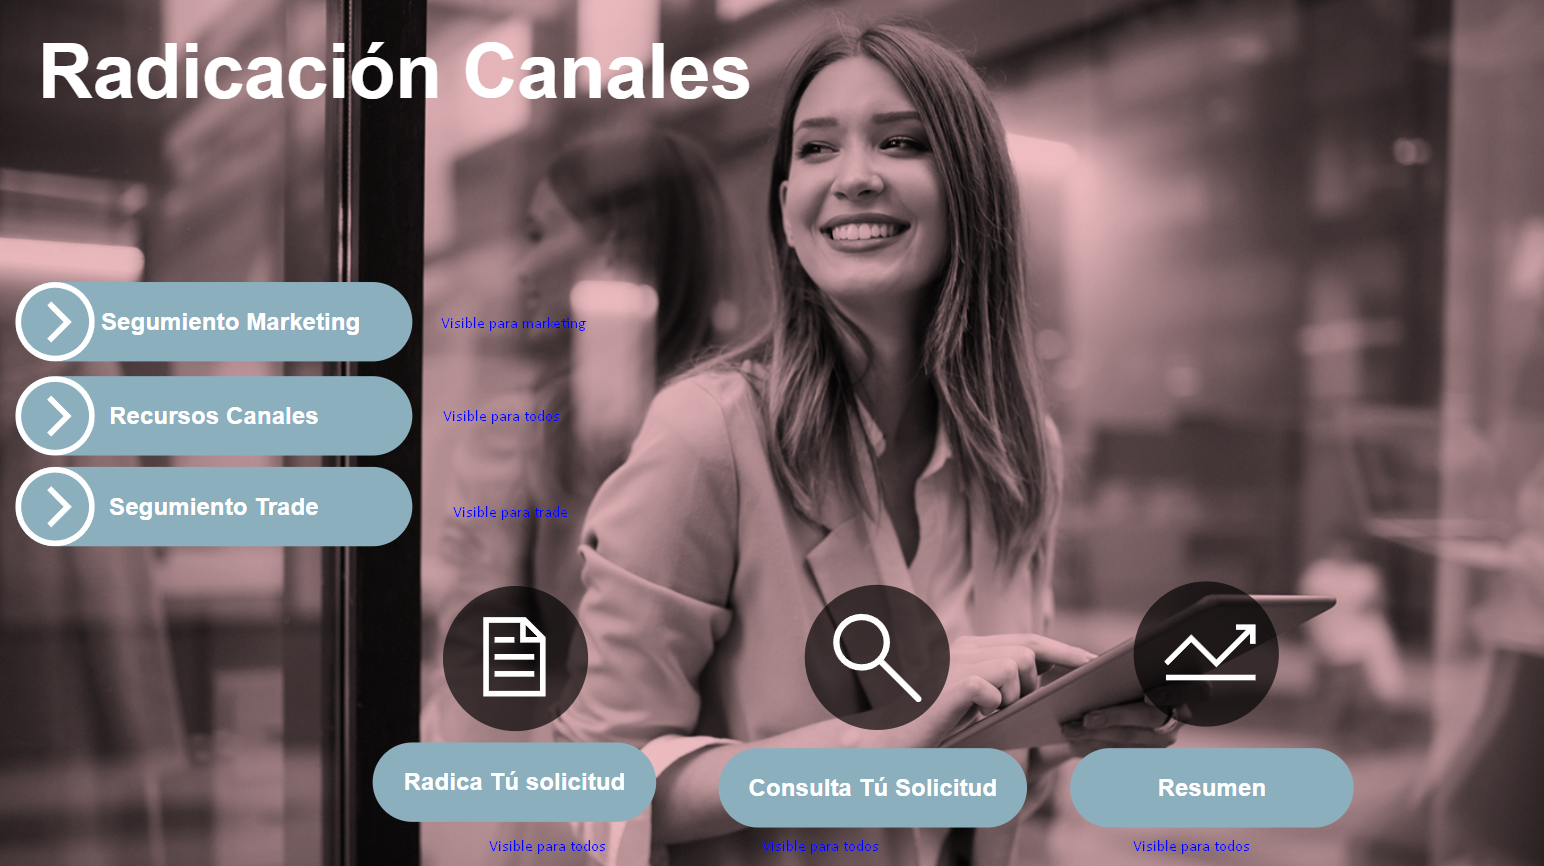 Radicación Canales
Segumiento Marketing
Visible para marketing
Recursos Canales
Visible para todos
Segumiento Trade
Visible para trade
Radica Tú solicitud
Consulta Tú Solicitud
Resumen
Visible para todos
Visible para todos
Visible para todos